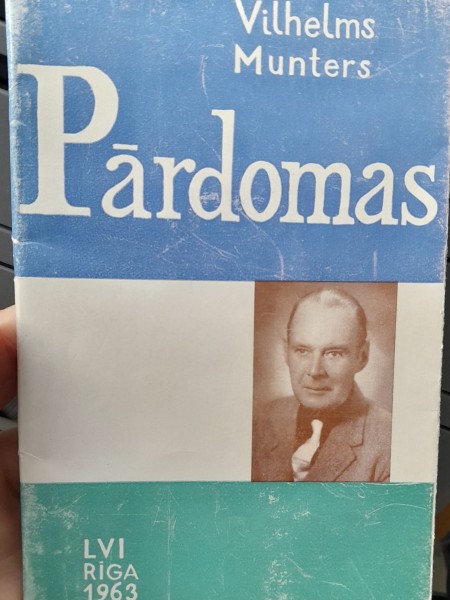 Vilhelms
Munters
Pārdomas
LVI
RĪGA
1963